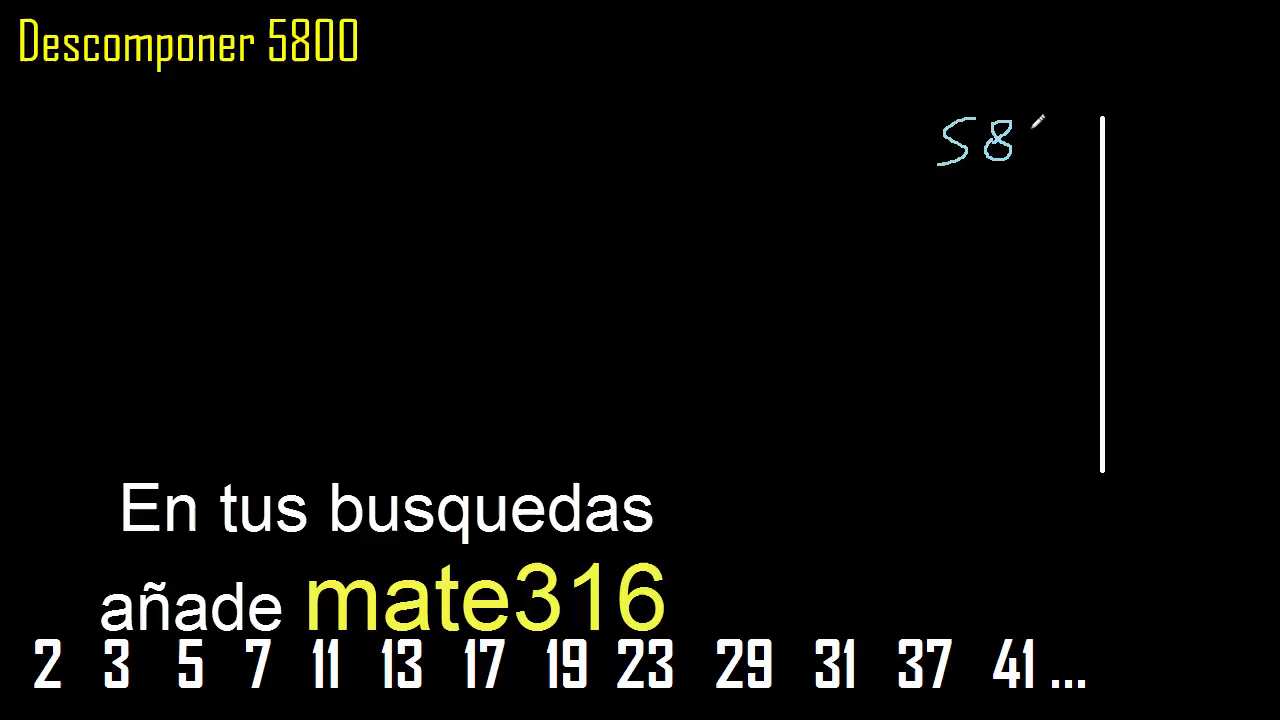 Descomponer 5800
58
En tus busquedas
añade mate316
2 3 5 7 11 13 17 19 23 29 31 37 41 ...